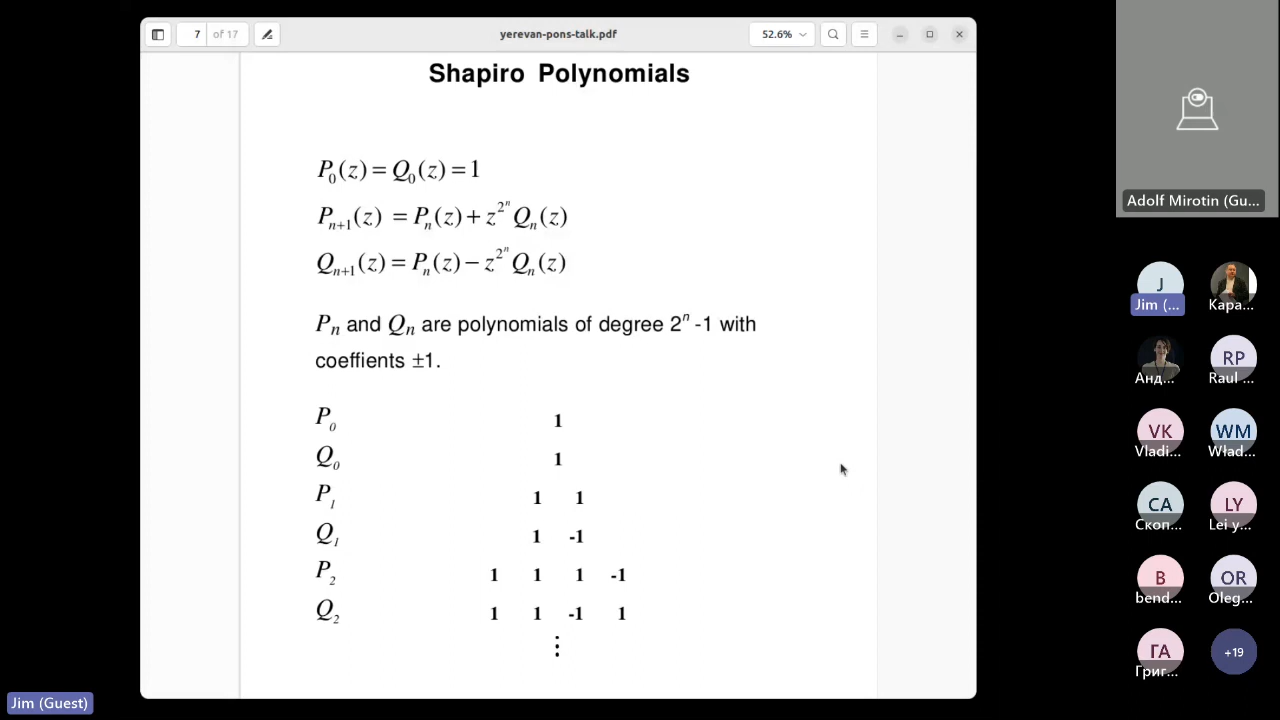 7 of 17
yerevan-pons-talk.pdf
52.6%
Shapiro Polynomials
P₀(z) = Q₀(z) = 1
Pₙ₊₁(z) = Pₙ(z) + z^{2ⁿ} Qₙ(z)
Qₙ₊₁(z) = Pₙ(z) − z^{2ⁿ} Qₙ(z)
Pₙ and Qₙ are polynomials of degree 2ⁿ -1 with
coeffients ±1.
P₀ 1
Q₀ 1
P₁ 1 1
Q₁ 1 -1
P₂ 1 1 1 -1
Q₂ 1 1 -1 1
⋮
Adolf Mirotin (Gu...
J
Jim (...
Кара...
Анд...
RP
Raul ...
VK
Vladi...
WM
Wład...
CA
Скоп...
LY
Lei y...
B
bend...
OR
Oleg...
ГА
Григ...
+19
Jim (Guest)